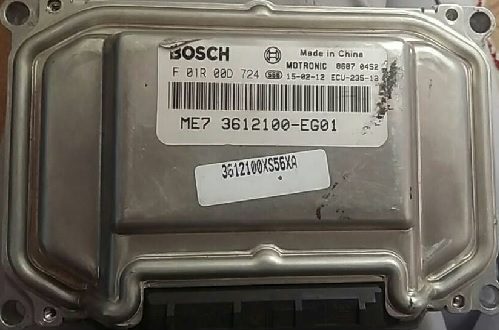 BOSCH Made in China
F 01R 00D 724 MOTRONIC 8607 0452
15-02-12 ECU-235-12
ME7 3612100-EG01
3612100XS56XA